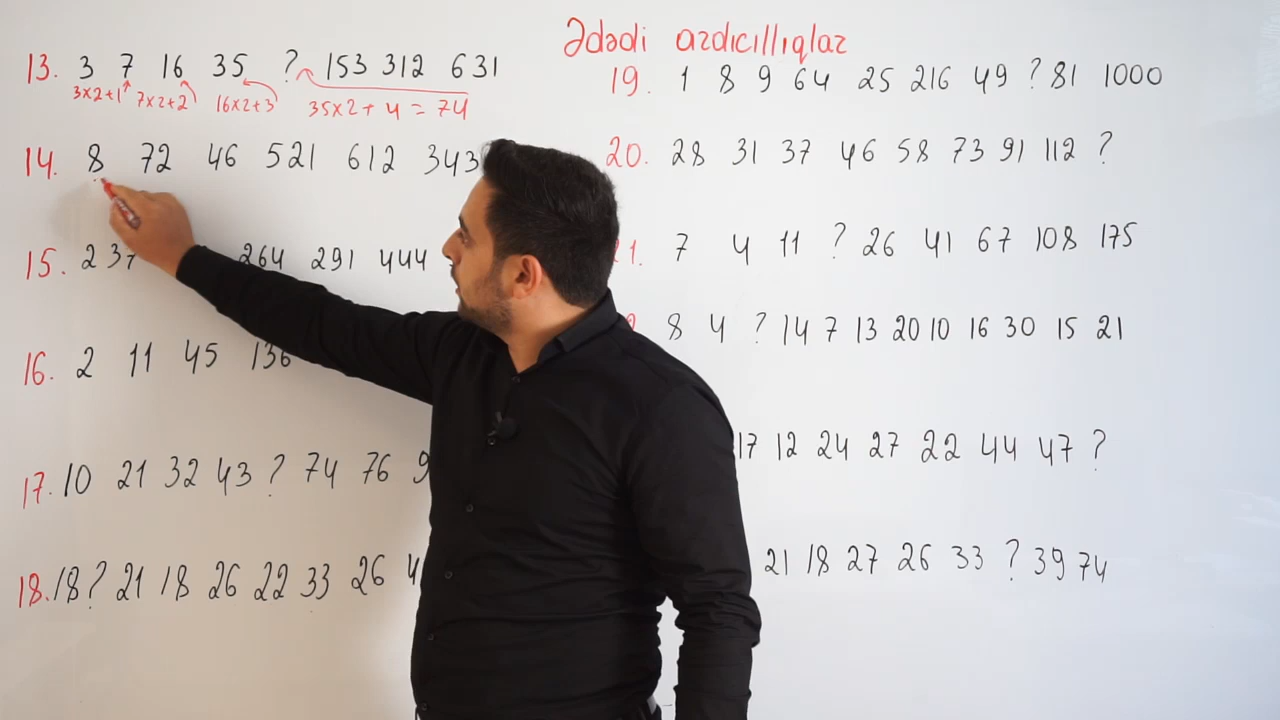 Ədədi ardıcıllıqlar
13. 3 7 16 35 ? 153 312 631
3x2+1 7x2+2 16x2+3 35x2+4=74
14. 8 72 46 521 612 343
15. 237 264 291 444
16. 2 11 45 136
17. 10 21 32 43 ? 74 76 9
18. 18 ? 21 18 26 22 33 26 4
19. 1 8 9 64 25 216 49 ? 81 1000
20. 28 31 37 46 58 73 91 112 ?
1. 7 4 11 ? 26 41 67 108 175
8 4 ? 14 7 13 20 10 16 30 15 21
17 12 24 27 22 44 47 ?
21 18 27 26 33 ? 39 74